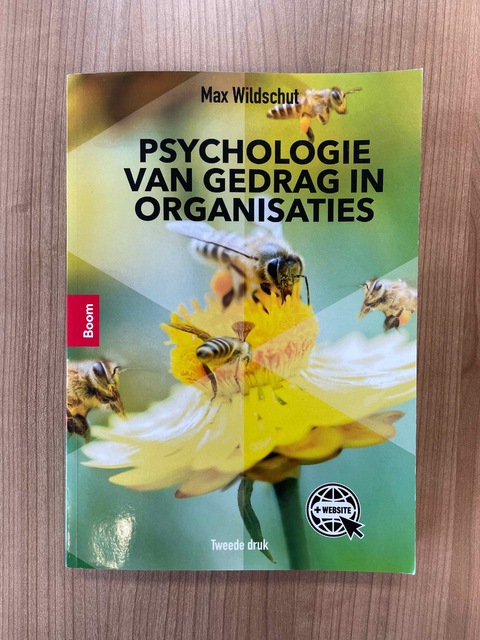 Max Wildschut
PSYCHOLOGIE
VAN GEDRAG IN
ORGANISATIES
Boom
+ WEBSITE
Tweede druk